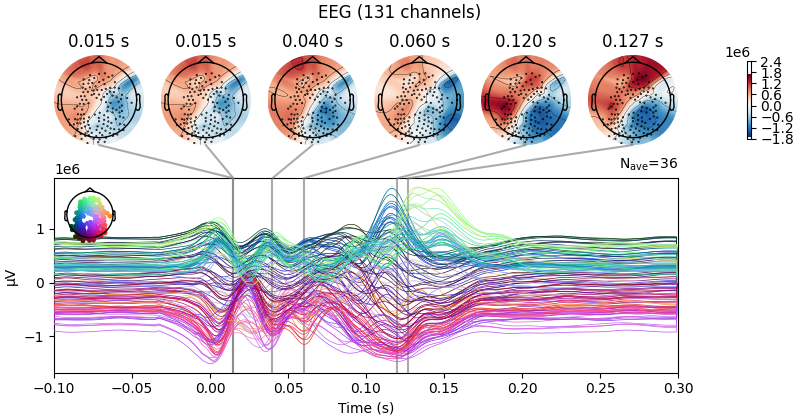 EEG (131 channels)
0.015 s 0.015 s 0.040 s 0.060 s 0.120 s 0.127 s
1e6
2.4
1.8
1.2
0.6
0.0
−0.6
−1.2
−1.8
1e6
Nave=36
1
0
−1
µV
−0.10 −0.05 0.00 0.05 0.10 0.15 0.20 0.25 0.30
Time (s)